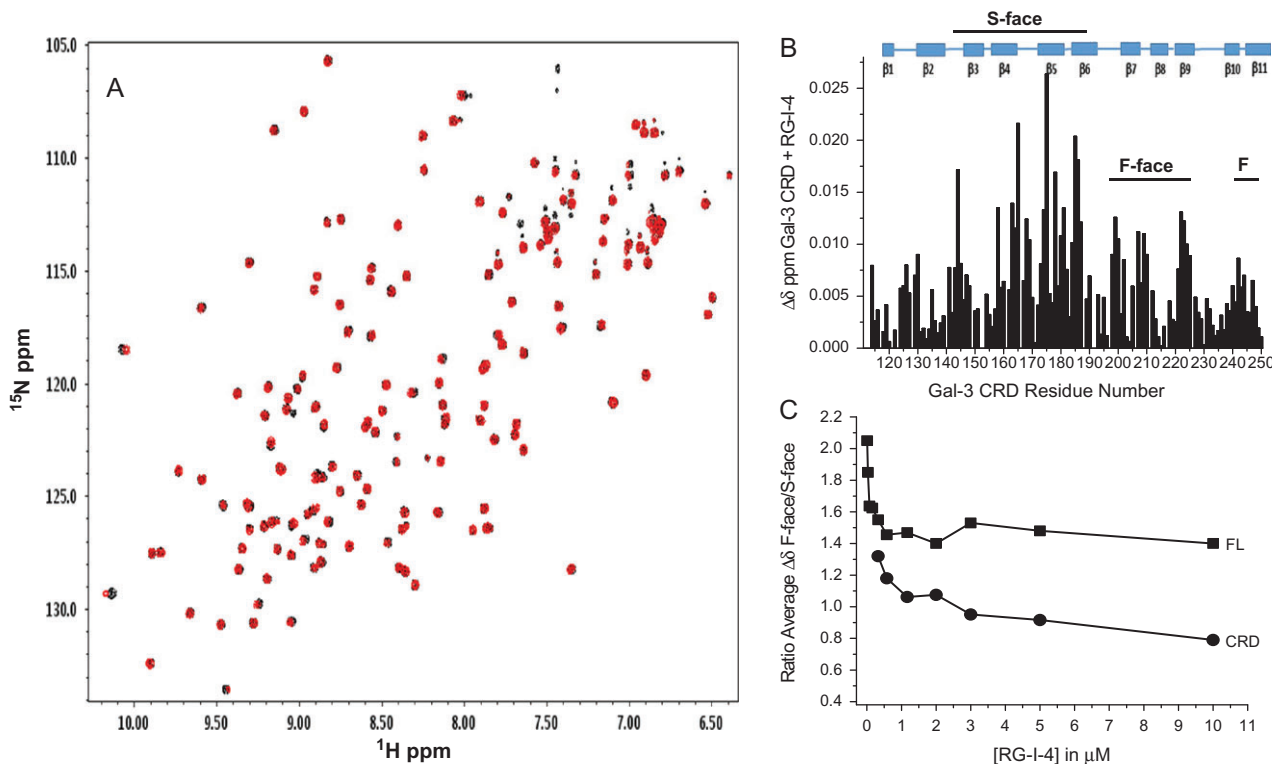 A
105.0
110.0
115.0
120.0
125.0
130.0
15N ppm
10.00 9.50 9.00 8.50 8.00 7.50 7.00 6.50
1H ppm
B
S-face
β1 β2 β3 β4 β5 β6 β7 β8 β9 β10 β11
F-face
F
0.025
0.020
0.015
0.010
0.005
0.000
Δδ ppm Gal-3 CRD + RG-I-4
120 130 140 150 160 170 180 190 200 210 220 230 240 250
Gal-3 CRD Residue Number
C
2.2
2.0
1.8
1.6
1.4
1.2
1.0
0.8
0.6
0.4
Ratio Average Δδ F-face/S-face
FL
CRD
0 1 2 3 4 5 6 7 8 9 10 11
[RG-I-4] in μM